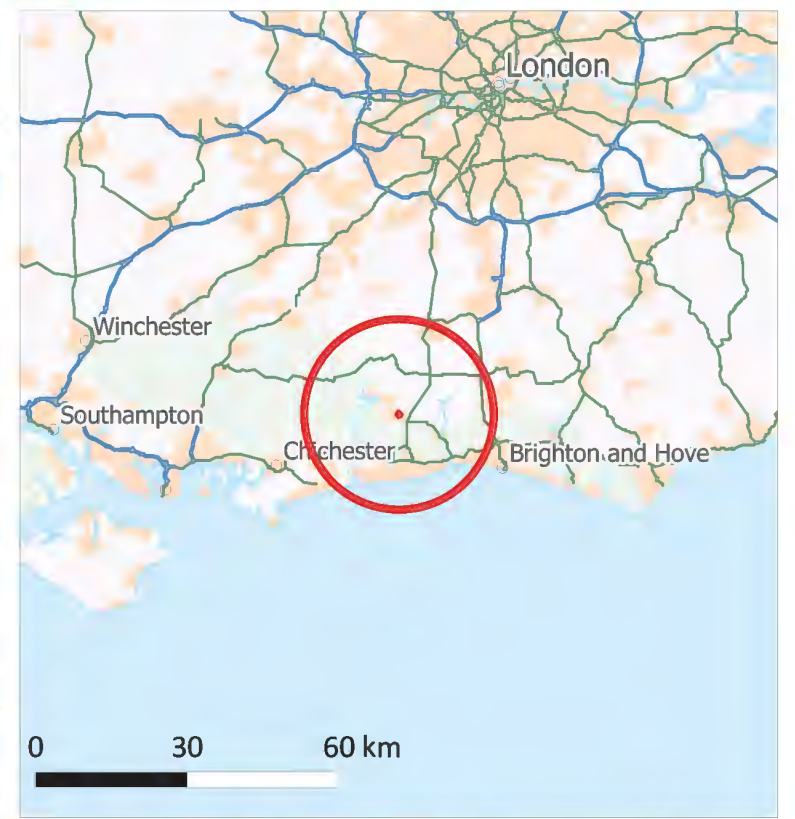 London
Winchester
Southampton
Chichester
Brighton and Hove
0 30 60 km